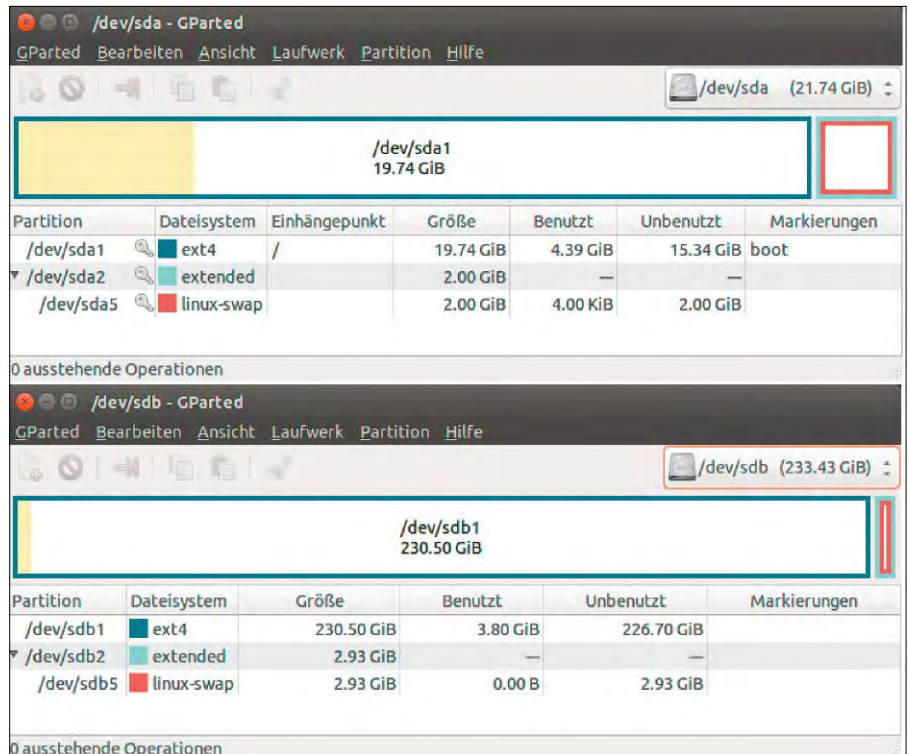 /dev/sda - GParted
GParted Bearbeiten Ansicht Laufwerk Partition Hilfe
/dev/sda (21.74 GiB)
/dev/sda1
19.74 GiB
Partition Dateisystem Einhängepunkt Größe Benutzt Unbenutzt Markierungen
/dev/sda1 ext4 / 19.74 GiB 4.39 GiB 15.34 GiB boot
/dev/sda2 extended 2.00 GiB — —
/dev/sda5 linux-swap 2.00 GiB 4.00 KiB 2.00 GiB
0 ausstehende Operationen
/dev/sdb - GParted
GParted Bearbeiten Ansicht Laufwerk Partition Hilfe
/dev/sdb (233.43 GiB)
/dev/sdb1
230.50 GiB
Partition Dateisystem Größe Benutzt Unbenutzt Markierungen
/dev/sdb1 ext4 230.50 GiB 3.80 GiB 226.70 GiB
/dev/sdb2 extended 2.93 GiB — —
/dev/sdb5 linux-swap 2.93 GiB 0.00 B 2.93 GiB
0 ausstehende Operationen